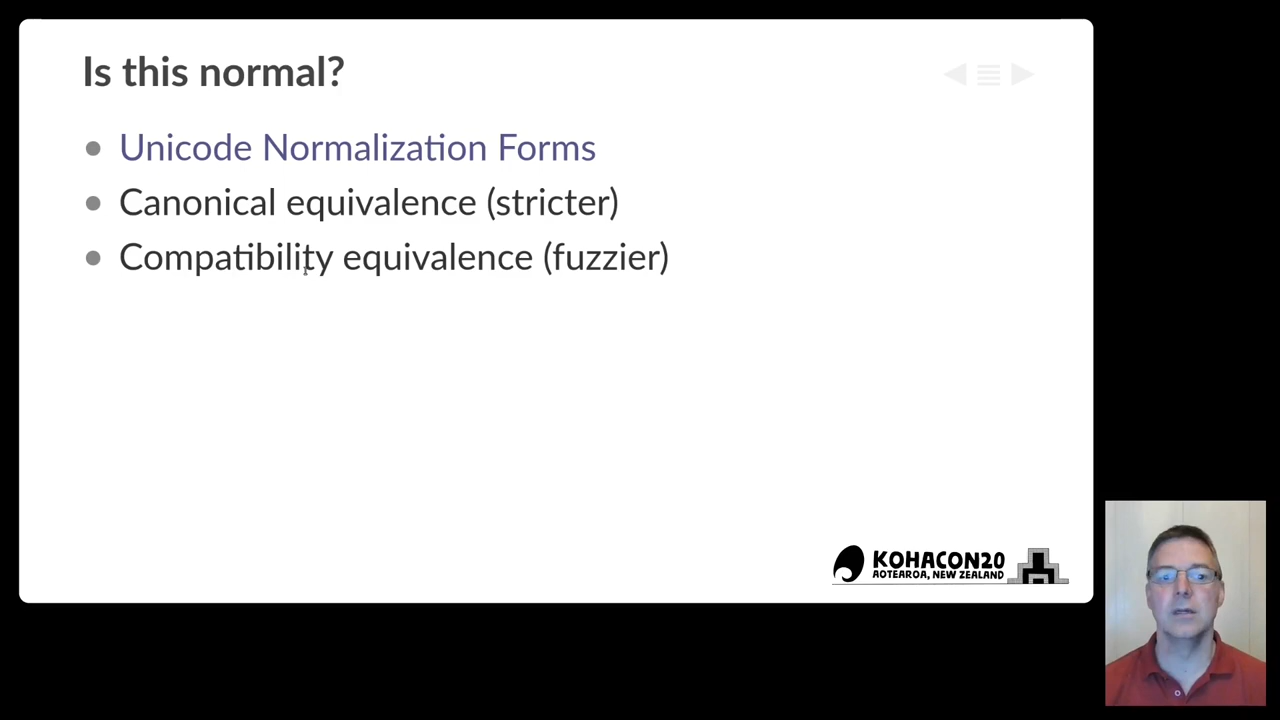 Is this normal?
Unicode Normalization Forms
Canonical equivalence (stricter)
Compatibility equivalence (fuzzier)
KOHACON20
AOTEAROA, NEW ZEALAND